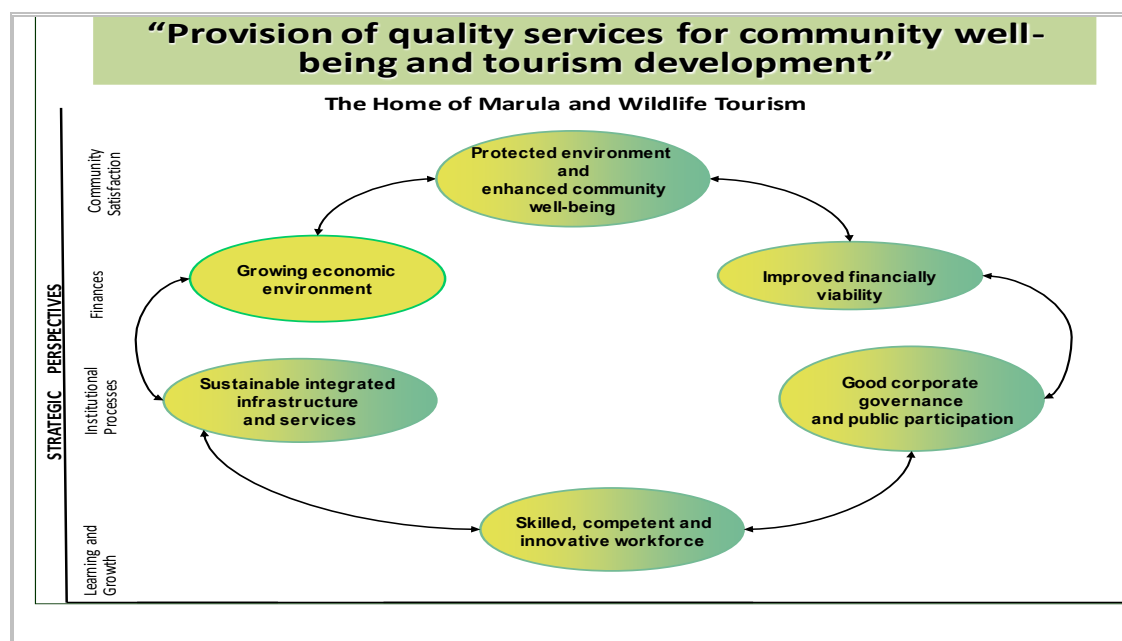 “Provision of quality services for community well-
being and tourism development”
The Home of Marula and Wildlife Tourism
STRATEGIC PERSPECTIVES
Community
Satisfaction
Protected environment
and
enhanced community
well-being
Finances
Growing economic
environment
Improved financially
viability
Institutional
Processes
Sustainable integrated
infrastructure
and services
Good corporate
governance
and public participation
Learning and
Growth
Skilled, competent and
innovative workforce